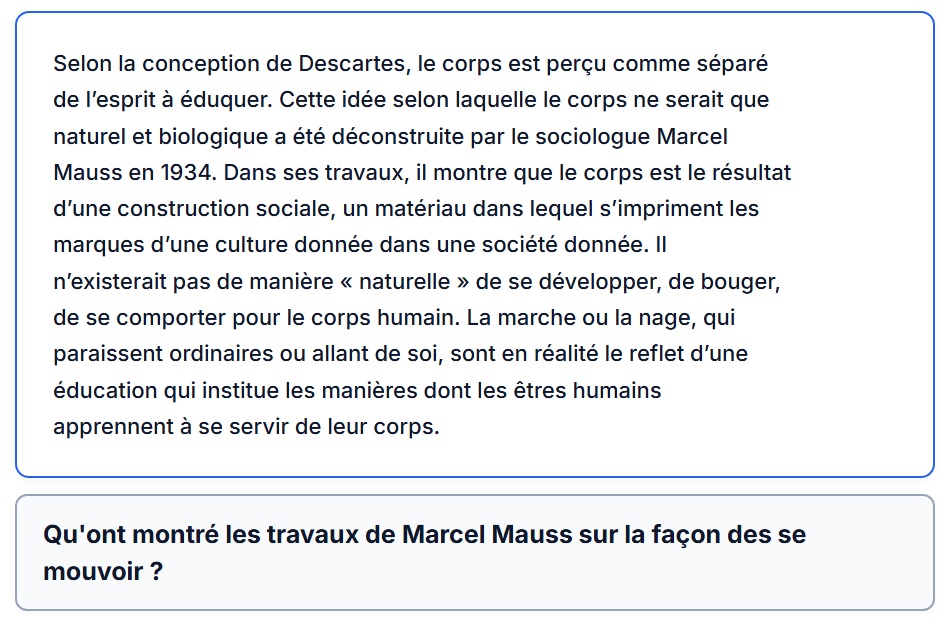 Selon la conception de Descartes, le corps est perçu comme séparé
de l’esprit à éduquer. Cette idée selon laquelle le corps ne serait que
naturel et biologique a été déconstruite par le sociologue Marcel
Mauss en 1934. Dans ses travaux, il montre que le corps est le résultat
d’une construction sociale, un matériau dans lequel s’impriment les
marques d’une culture donnée dans une société donnée. Il
n’existerait pas de manière « naturelle » de se développer, de bouger,
de se comporter pour le corps humain. La marche ou la nage, qui
paraissent ordinaires ou allant de soi, sont en réalité le reflet d’une
éducation qui institue les manières dont les êtres humains
apprennent à se servir de leur corps.
Qu'ont montré les travaux de Marcel Mauss sur la façon des se
mouvoir ?